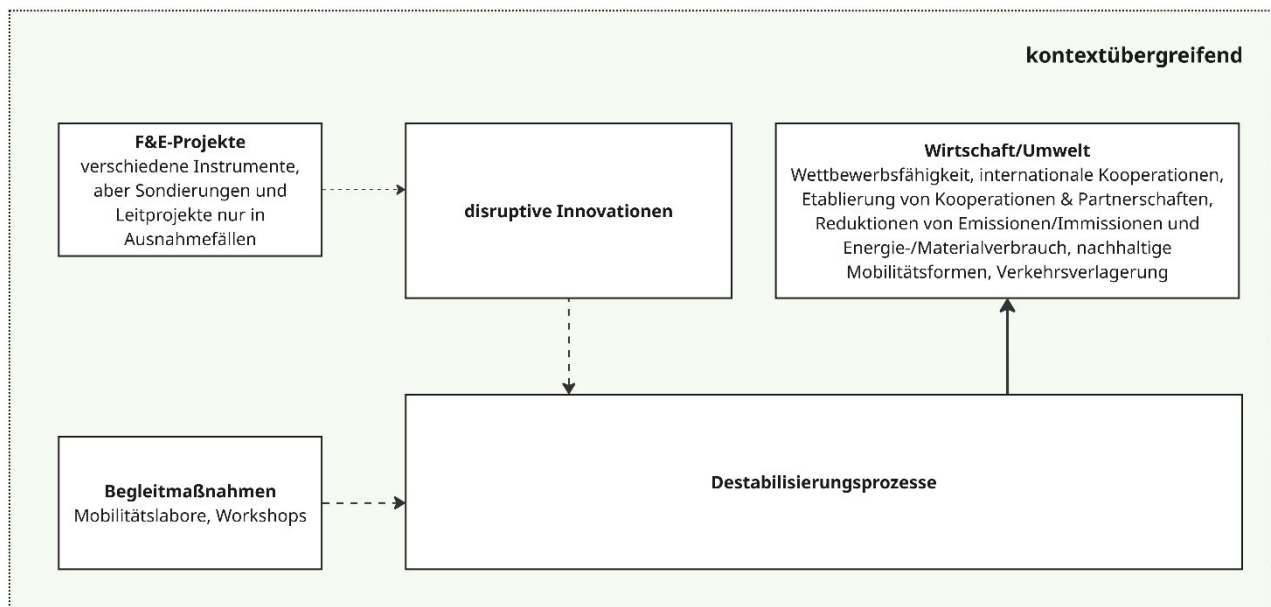 kontextübergreifend
F&E-Projekte
verschiedene Instrumente,
aber Sondierungen und
Leitprojekte nur in
Ausnahmefällen
disruptive Innovationen
Wirtschaft/Umwelt
Wettbewerbsfähigkeit, internationale Kooperationen,
Etablierung von Kooperationen & Partnerschaften,
Reduktionen von Emissionen/Immissionen und
Energie-/Materialverbrauch, nachhaltige
Mobilitätsformen, Verkehrsverlagerung
Begleitmaßnahmen
Mobilitätslabore, Workshops
Destabilisierungsprozesse